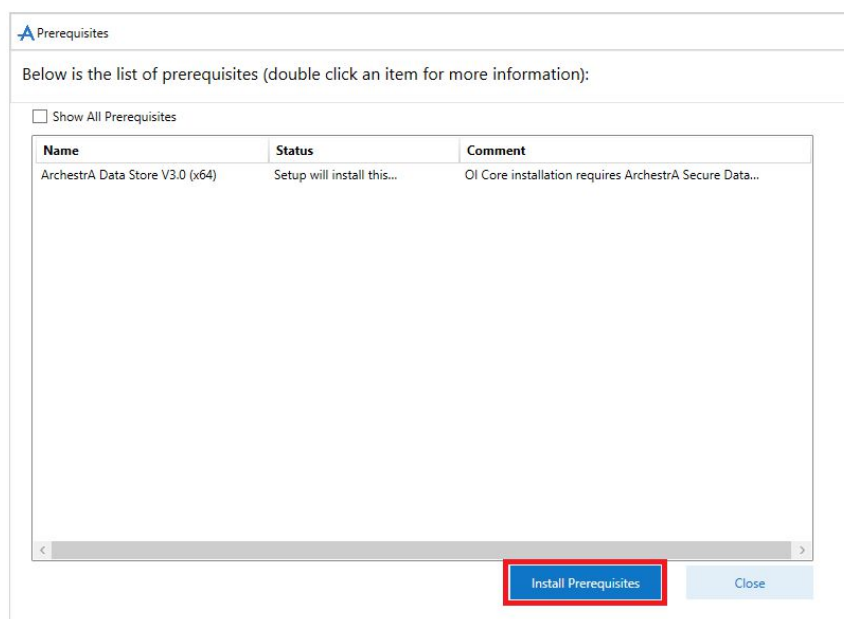 Prerequisites
Below is the list of prerequisites (double click an item for more information):
Show All Prerequisites
Name Status Comment
ArchestrA Data Store V3.0 (x64) Setup will install this... OI Core installation requires ArchestrA Secure Data...
Install Prerequisites Close